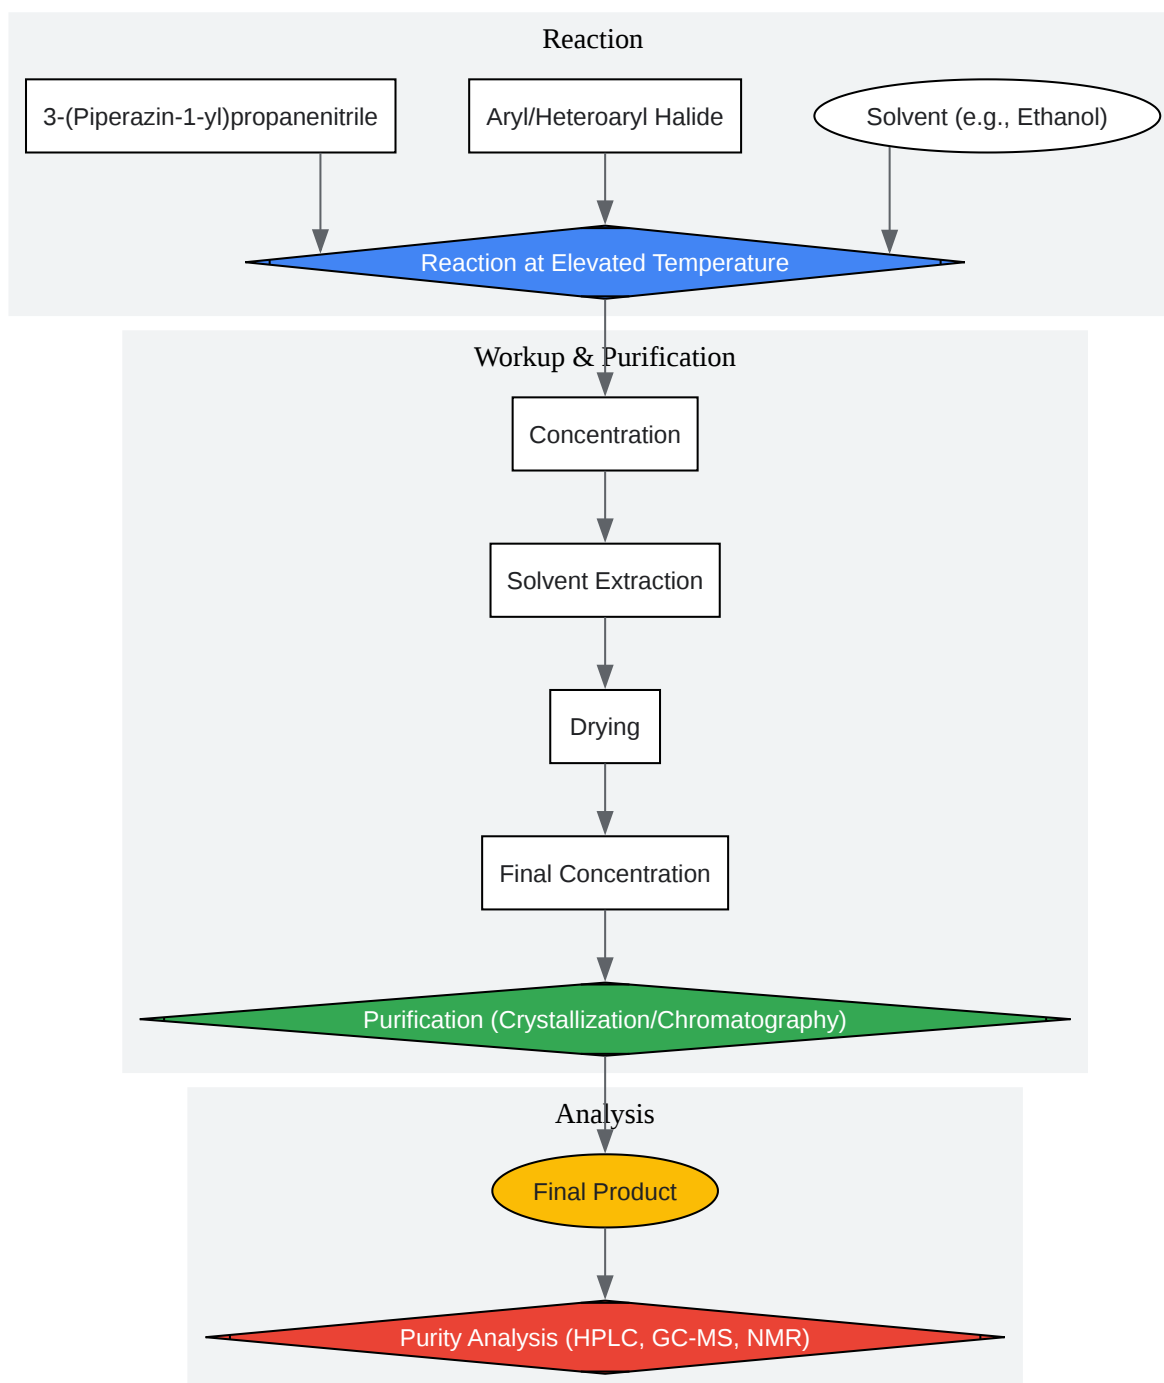 Reaction
3-(Piperazin-1-yl)propanenitrile
Aryl/Heteroaryl Halide
Solvent (e.g., Ethanol)
Reaction at Elevated Temperature
Workup & Purification
Concentration
Solvent Extraction
Drying
Final Concentration
Purification (Crystallization/Chromatography)
Analysis
Final Product
Purity Analysis (HPLC, GC-MS, NMR)